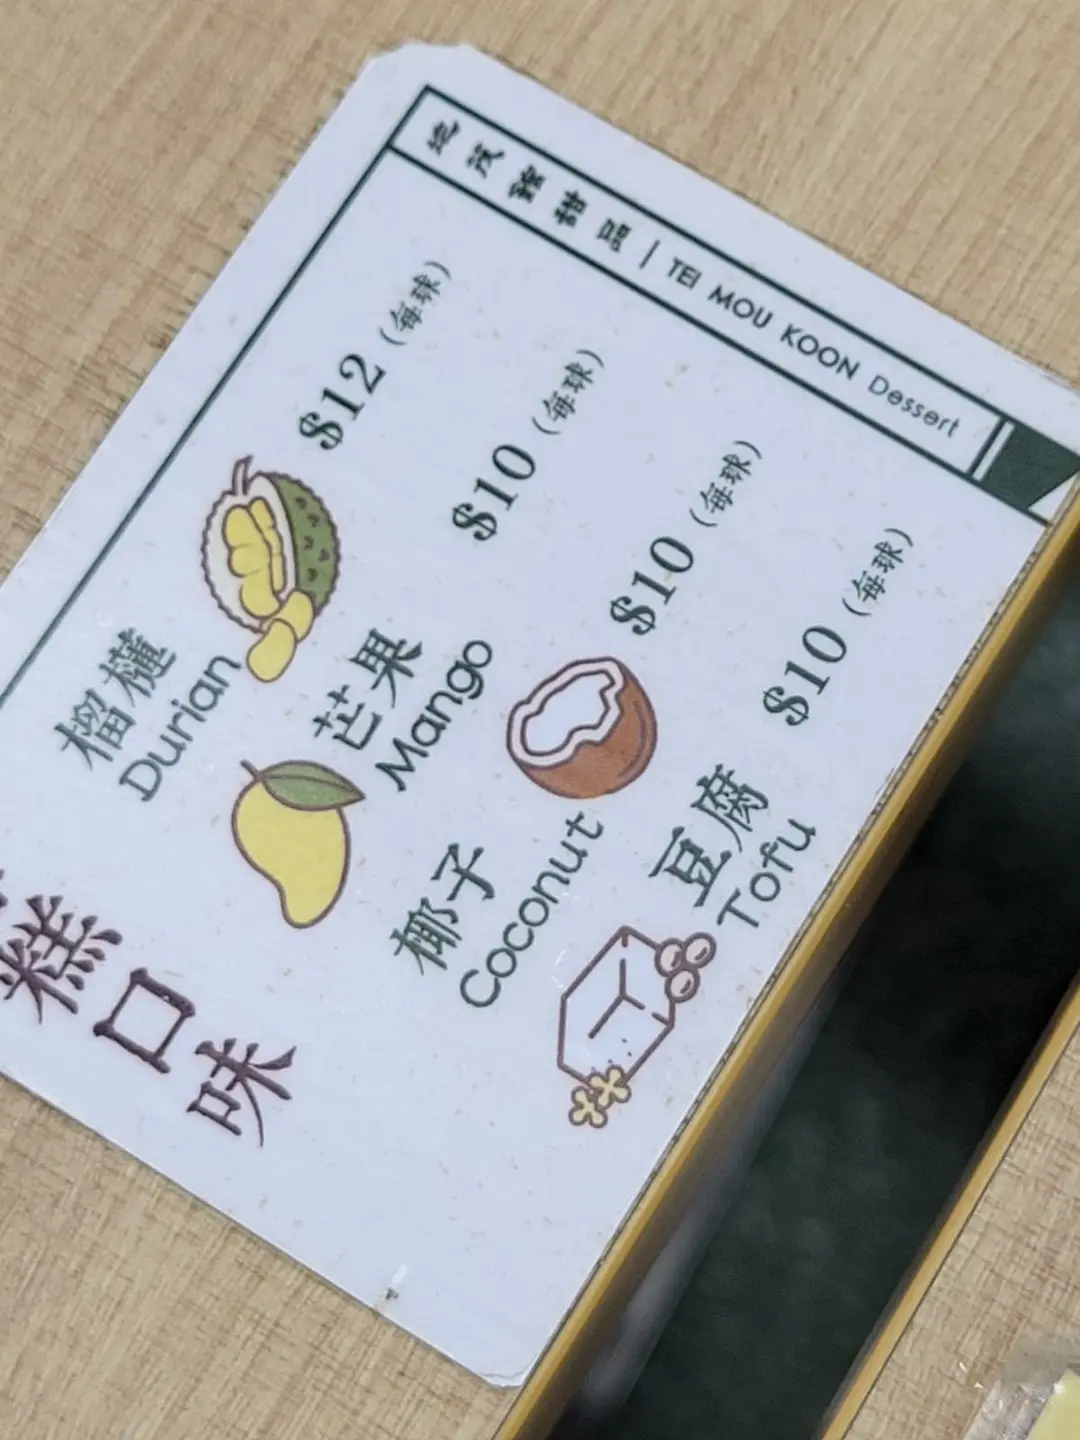 地茂館甜品 | TEI MOU KOON Dessert
糕口味
榴槤 $12 (每球)
Durian
芒果 $10 (每球)
Mango
椰子 $10 (每球)
Coconut
豆腐 $10 (每球)
Tofu